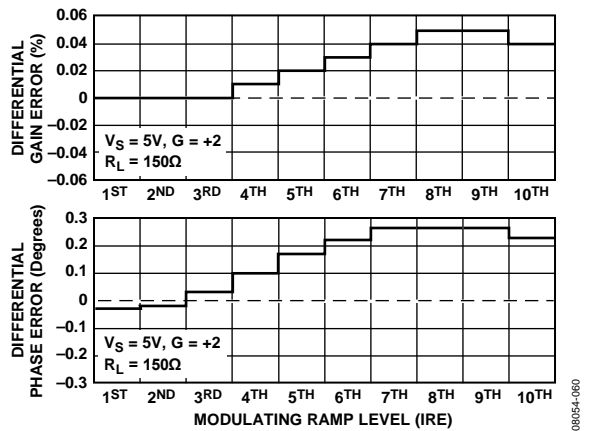 DIFFERENTIAL
GAIN ERROR (%)
0.06
0.04
0.02
0
–0.02
–0.04
–0.06
VS = 5V, G = +2
RL = 150Ω
1ST 2ND 3RD 4TH 5TH 6TH 7TH 8TH 9TH 10TH
DIFFERENTIAL
PHASE ERROR (Degrees)
0.3
0.2
0.1
0
–0.1
–0.2
–0.3
VS = 5V, G = +2
RL = 150Ω
1ST 2ND 3RD 4TH 5TH 6TH 7TH 8TH 9TH 10TH
MODULATING RAMP LEVEL (IRE)
08054-060